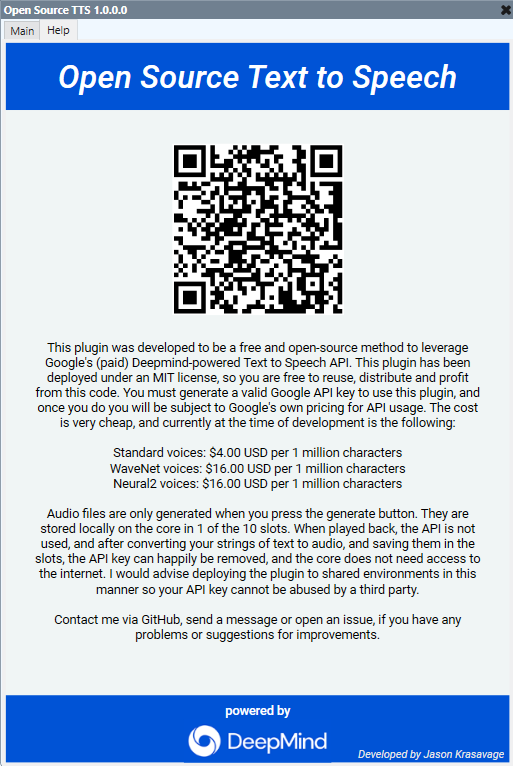 Open Source TTS 1.0.0.0
Main
Help
Open Source Text to Speech
This plugin was developed to be a free and open-source method to leverage
Google's (paid) Deepmind-powered Text to Speech API. This plugin has been
deployed under an MIT license, so you are free to reuse, distribute and profit
from this code. You must generate a valid Google API key to use this plugin, and
once you do you will be subject to Google's own pricing for API usage. The cost
is very cheap, and currently at the time of development is the following:
Standard voices: $4.00 USD per 1 million characters
WaveNet voices: $16.00 USD per 1 million characters
Neural2 voices: $16.00 USD per 1 million characters
Audio files are only generated when you press the generate button. They are
stored locally on the core in 1 of the 10 slots. When played back, the API is not
used, and after converting your strings of text to audio, and saving them in the
slots, the API key can happily be removed, and the core does not need access to
the internet. I would advise deploying the plugin to shared environments in this
manner so your API key cannot be abused by a third party.
Contact me via GitHub, send a message or open an issue, if you have any
problems or suggestions for improvements.
powered by
DeepMind
Developed by Jason Krasavage